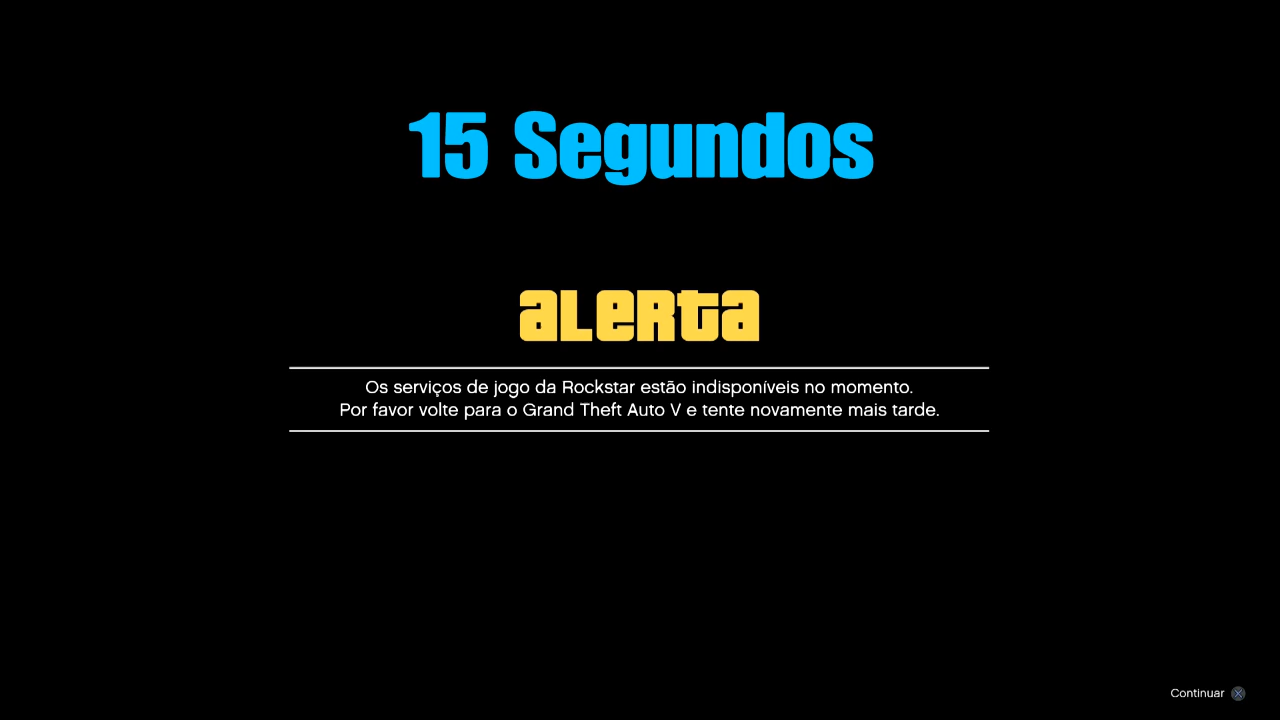 15 Segundos
alerta
Os serviços de jogo da Rockstar estão indisponíveis no momento.
Por favor volte para o Grand Theft Auto V e tente novamente mais tarde.
Continuar